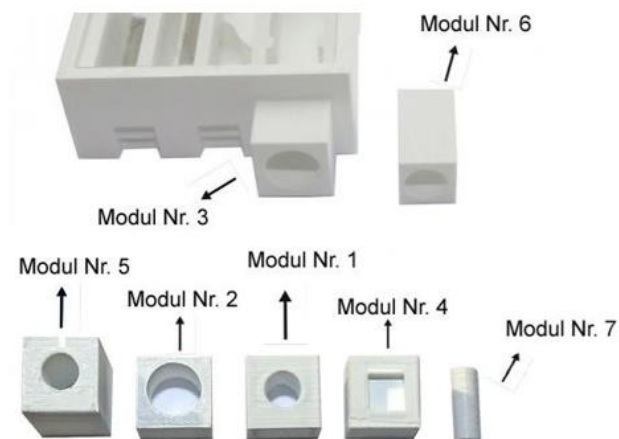 Modul Nr. 6
Modul Nr. 3
Modul Nr. 5
Modul Nr. 2
Modul Nr. 1
Modul Nr. 4
Modul Nr. 7